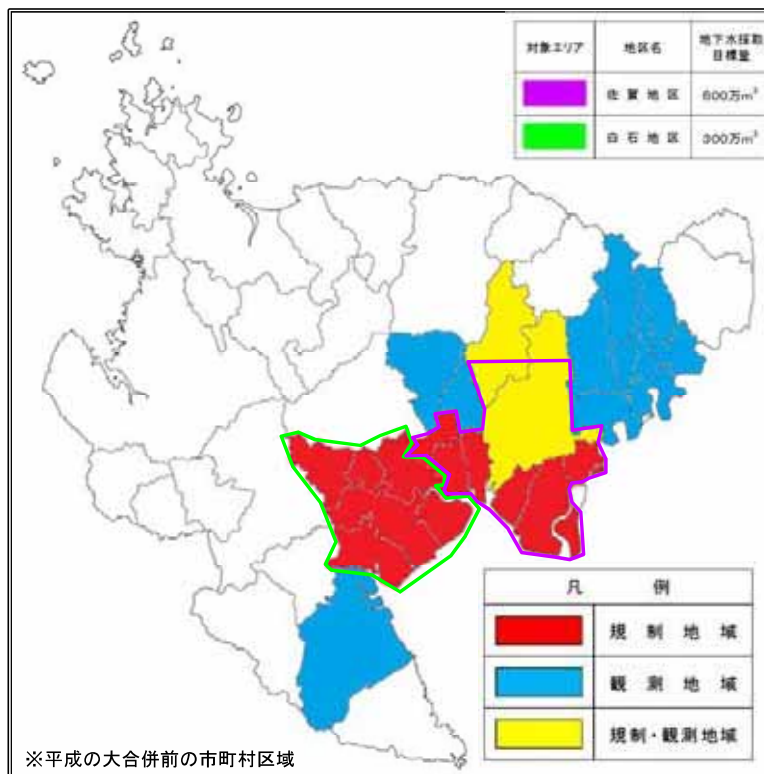 対象エリア 地区名 地下水採取
目標量
佐賀地区 600万m³
白石地区 300万m³
凡 例
規制地域
観測地域
規制・観測地域
※平成の大合併前の市町村区域